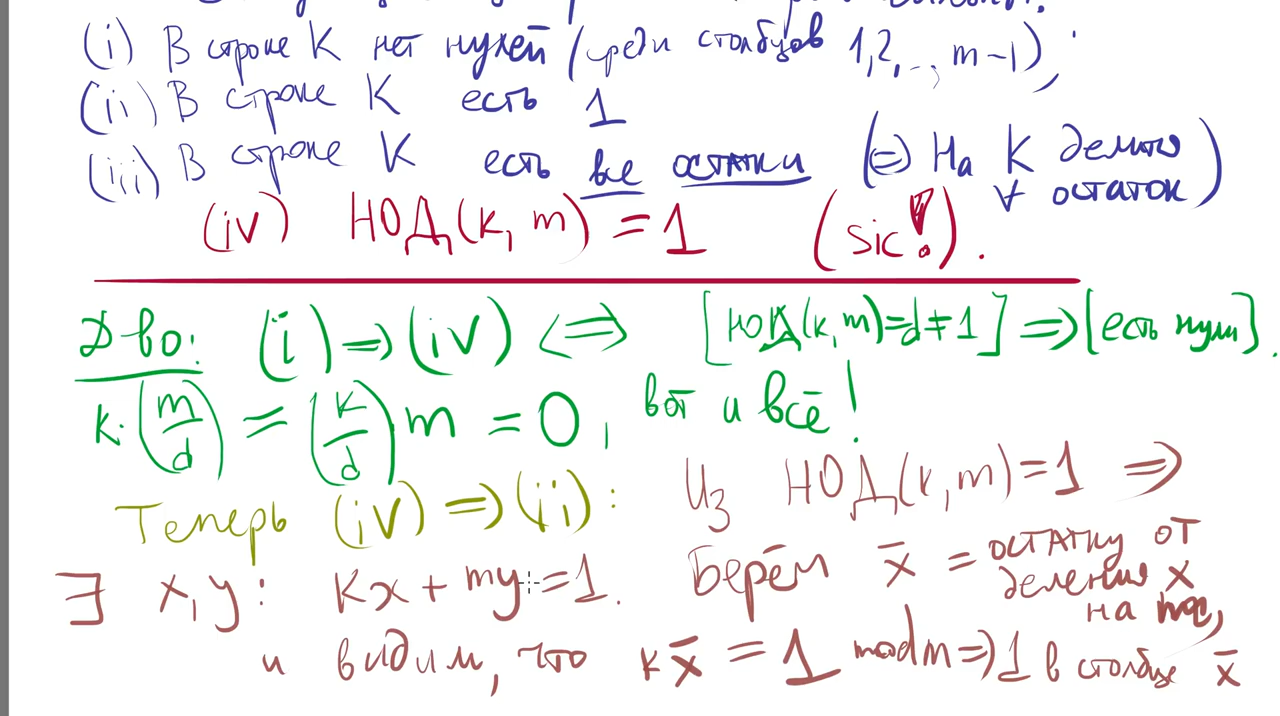 (i) В строке К нет нулей (среди столбцов 1,2,.., m-1),
(ii) В строке К есть 1
(iii) В строке К есть все остатки (⇔ На К делится ∀ остаток)
(iv) НОД(к, m) = 1 (sic!).
Д-во: (i) ⇒ (iv) ⇔ [НОД(к, m)=d≠1] ⇒ [есть нули].
к·(m/d) = (к/d) m = 0, вот и всё!
Теперь (iv) ⇒ (ii): Из НОД(к, m)=1 ⇒
∃ x, y: кx + my = 1. Берём x̄ = остатку от деления x на m,
и видим, что кx̄ = 1 mod m ⇒ 1 в столбце x̄